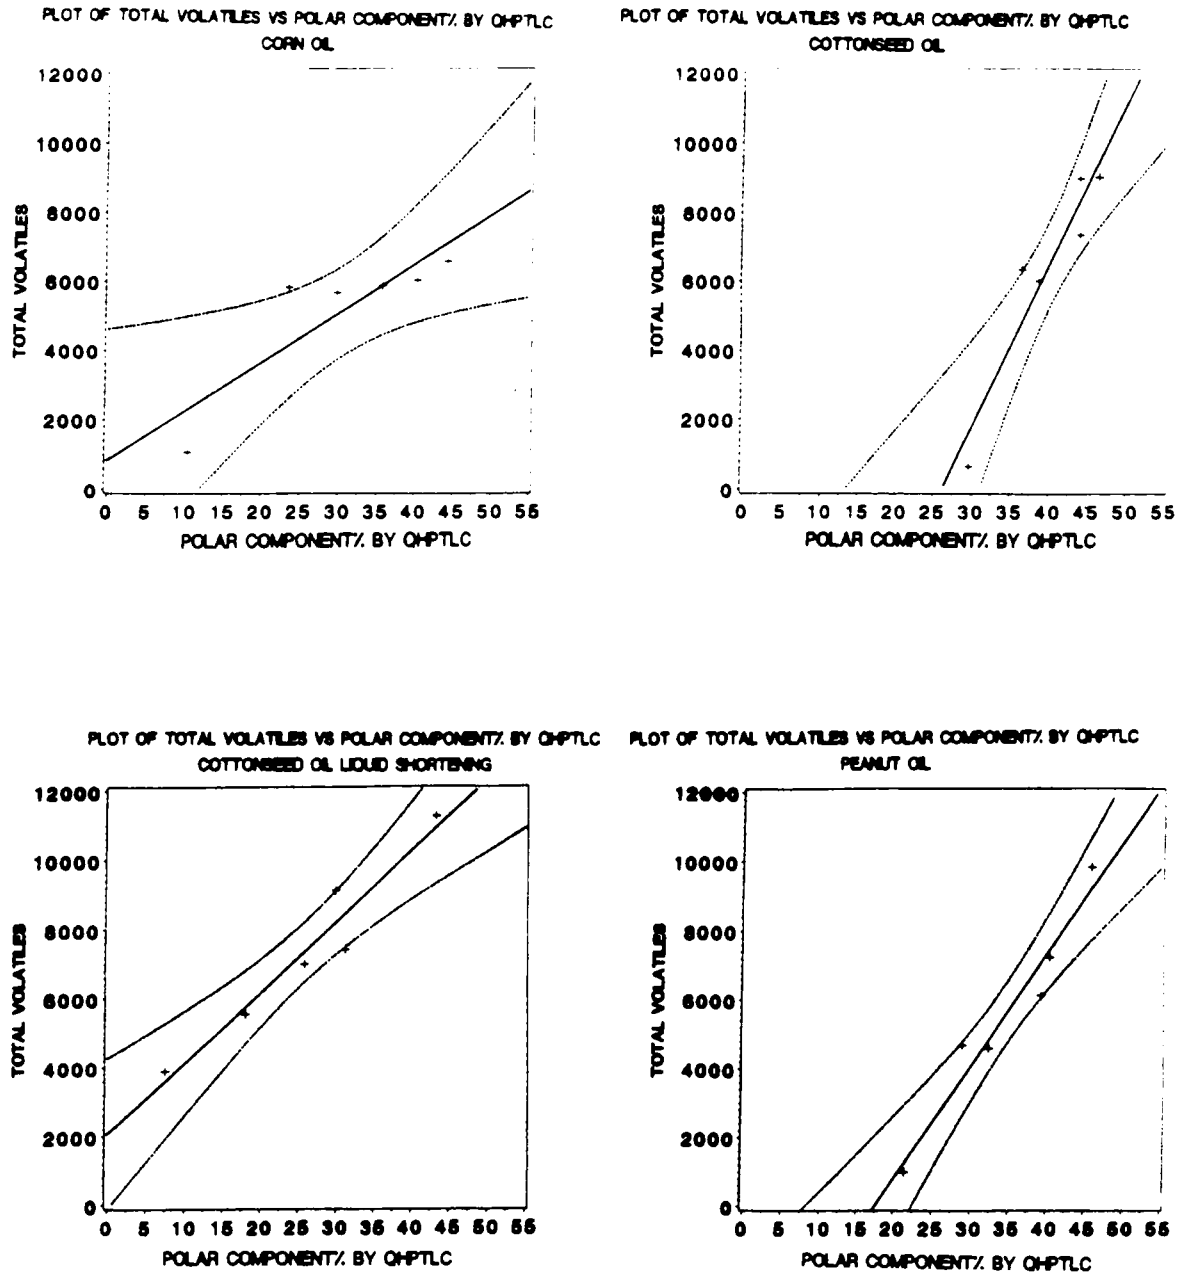 PLOT OF TOTAL VOLATILES VS POLAR COMPONENT% BY QHPTLC
CORN OIL
12000
10000
8000
6000
4000
2000
0
TOTAL VOLATILES
0 5 10 15 20 25 30 35 40 45 50 55
POLAR COMPONENT% BY QHPTLC
PLOT OF TOTAL VOLATILES VS POLAR COMPONENT% BY QHPTLC
COTTONSEED OIL
12000
10000
8000
6000
4000
2000
0
TOTAL VOLATILES
0 5 10 15 20 25 30 35 40 45 50 55
POLAR COMPONENT% BY QHPTLC
PLOT OF TOTAL VOLATILES VS POLAR COMPONENT% BY QHPTLC
COTTONSEED OIL LIQUID SHORTENING
12000
10000
8000
6000
4000
2000
0
TOTAL VOLATILES
0 5 10 15 20 25 30 35 40 45 50 55
POLAR COMPONENT% BY QHPTLC
PLOT OF TOTAL VOLATILES VS POLAR COMPONENT% BY QHPTLC
PEANUT OIL
12000
10000
8000
6000
4000
2000
0
TOTAL VOLATILES
0 5 10 15 20 25 30 35 40 45 50 55
POLAR COMPONENT% BY QHPTLC